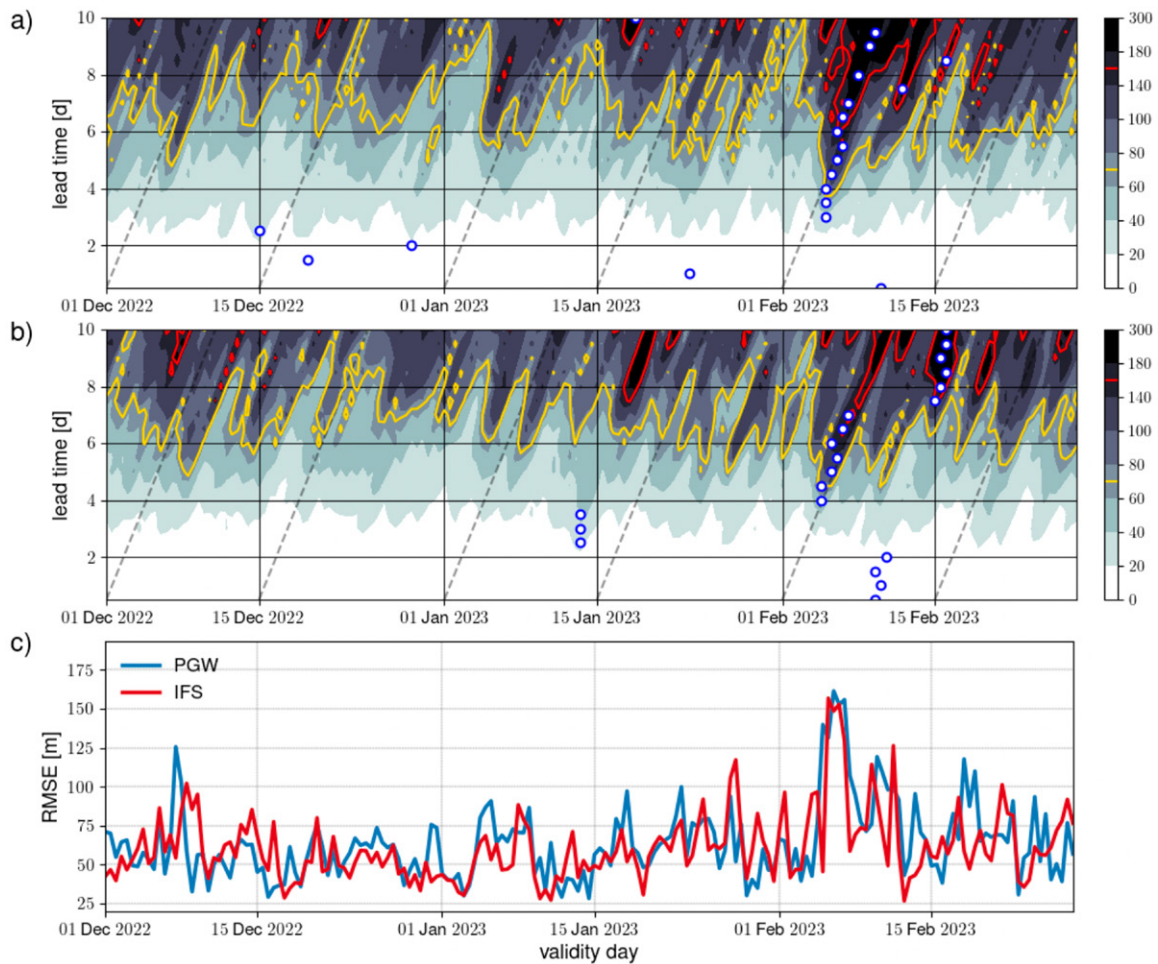 a)
lead time [d]
10
8
6
4
2
01 Dec 2022
15 Dec 2022
01 Jan 2023
15 Jan 2023
01 Feb 2023
15 Feb 2023
300
180
140
100
80
60
40
20
0
b)
lead time [d]
10
8
6
4
2
01 Dec 2022
15 Dec 2022
01 Jan 2023
15 Jan 2023
01 Feb 2023
15 Feb 2023
300
180
140
100
80
60
40
20
0
c)
PGW
IFS
RMSE [m]
175
150
125
100
75
50
25
01 Dec 2022
15 Dec 2022
01 Jan 2023
15 Jan 2023
01 Feb 2023
15 Feb 2023
validity day